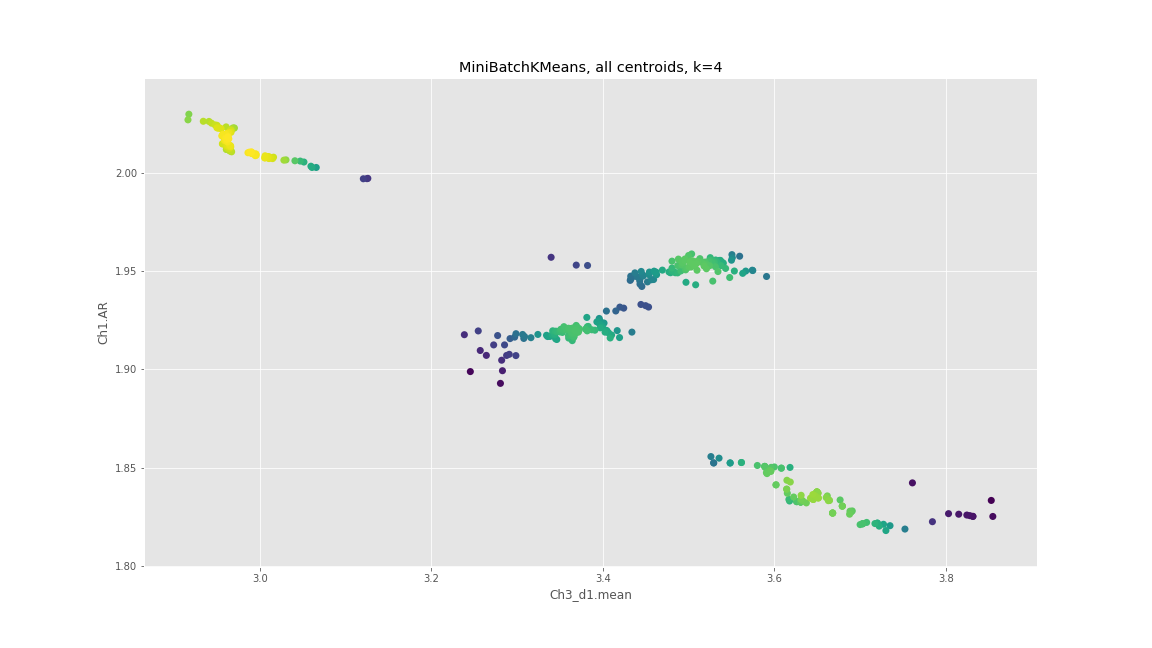 MiniBatchKMeans, all centroids, k=4
Ch1.AR
2.00
1.95
1.90
1.85
1.80
3.0 3.2 3.4 3.6 3.8
Ch3_d1.mean